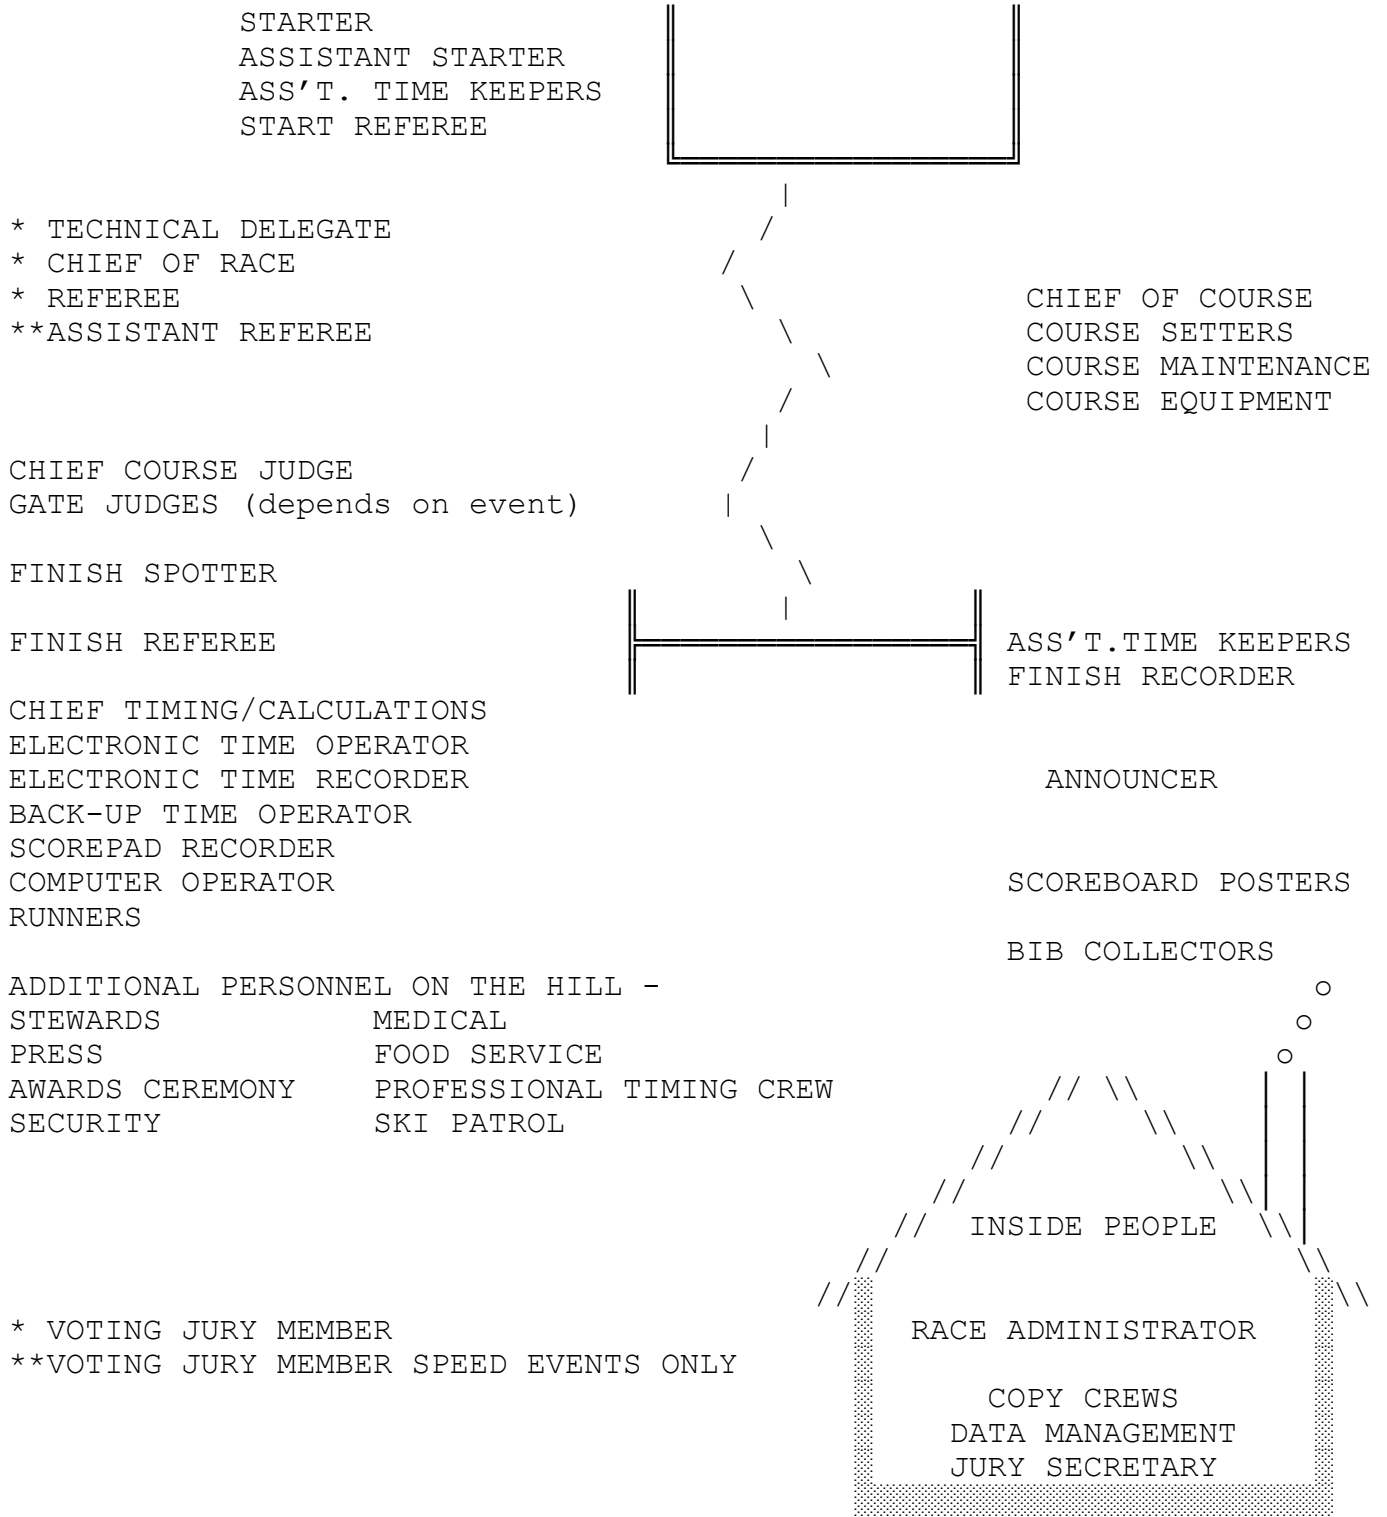 STARTER
ASSISTANT STARTER
ASS'T. TIME KEEPERS
START REFEREE
* TECHNICAL DELEGATE
* CHIEF OF RACE
* REFEREE
**ASSISTANT REFEREE
CHIEF OF COURSE
COURSE SETTERS
COURSE MAINTENANCE
COURSE EQUIPMENT
CHIEF COURSE JUDGE
GATE JUDGES (depends on event)
FINISH SPOTTER
FINISH REFEREE
ASS'T.TIME KEEPERS
FINISH RECORDER
CHIEF TIMING/CALCULATIONS
ELECTRONIC TIME OPERATOR
ELECTRONIC TIME RECORDER
BACK-UP TIME OPERATOR
SCOREPAD RECORDER
COMPUTER OPERATOR
RUNNERS
ANNOUNCER
SCOREBOARD POSTERS
BIB COLLECTORS
ADDITIONAL PERSONNEL ON THE HILL -
STEWARDS MEDICAL
PRESS FOOD SERVICE
AWARDS CEREMONY PROFESSIONAL TIMING CREW
SECURITY SKI PATROL
INSIDE PEOPLE
RACE ADMINISTRATOR
COPY CREWS
DATA MANAGEMENT
JURY SECRETARY
* VOTING JURY MEMBER
**VOTING JURY MEMBER SPEED EVENTS ONLY